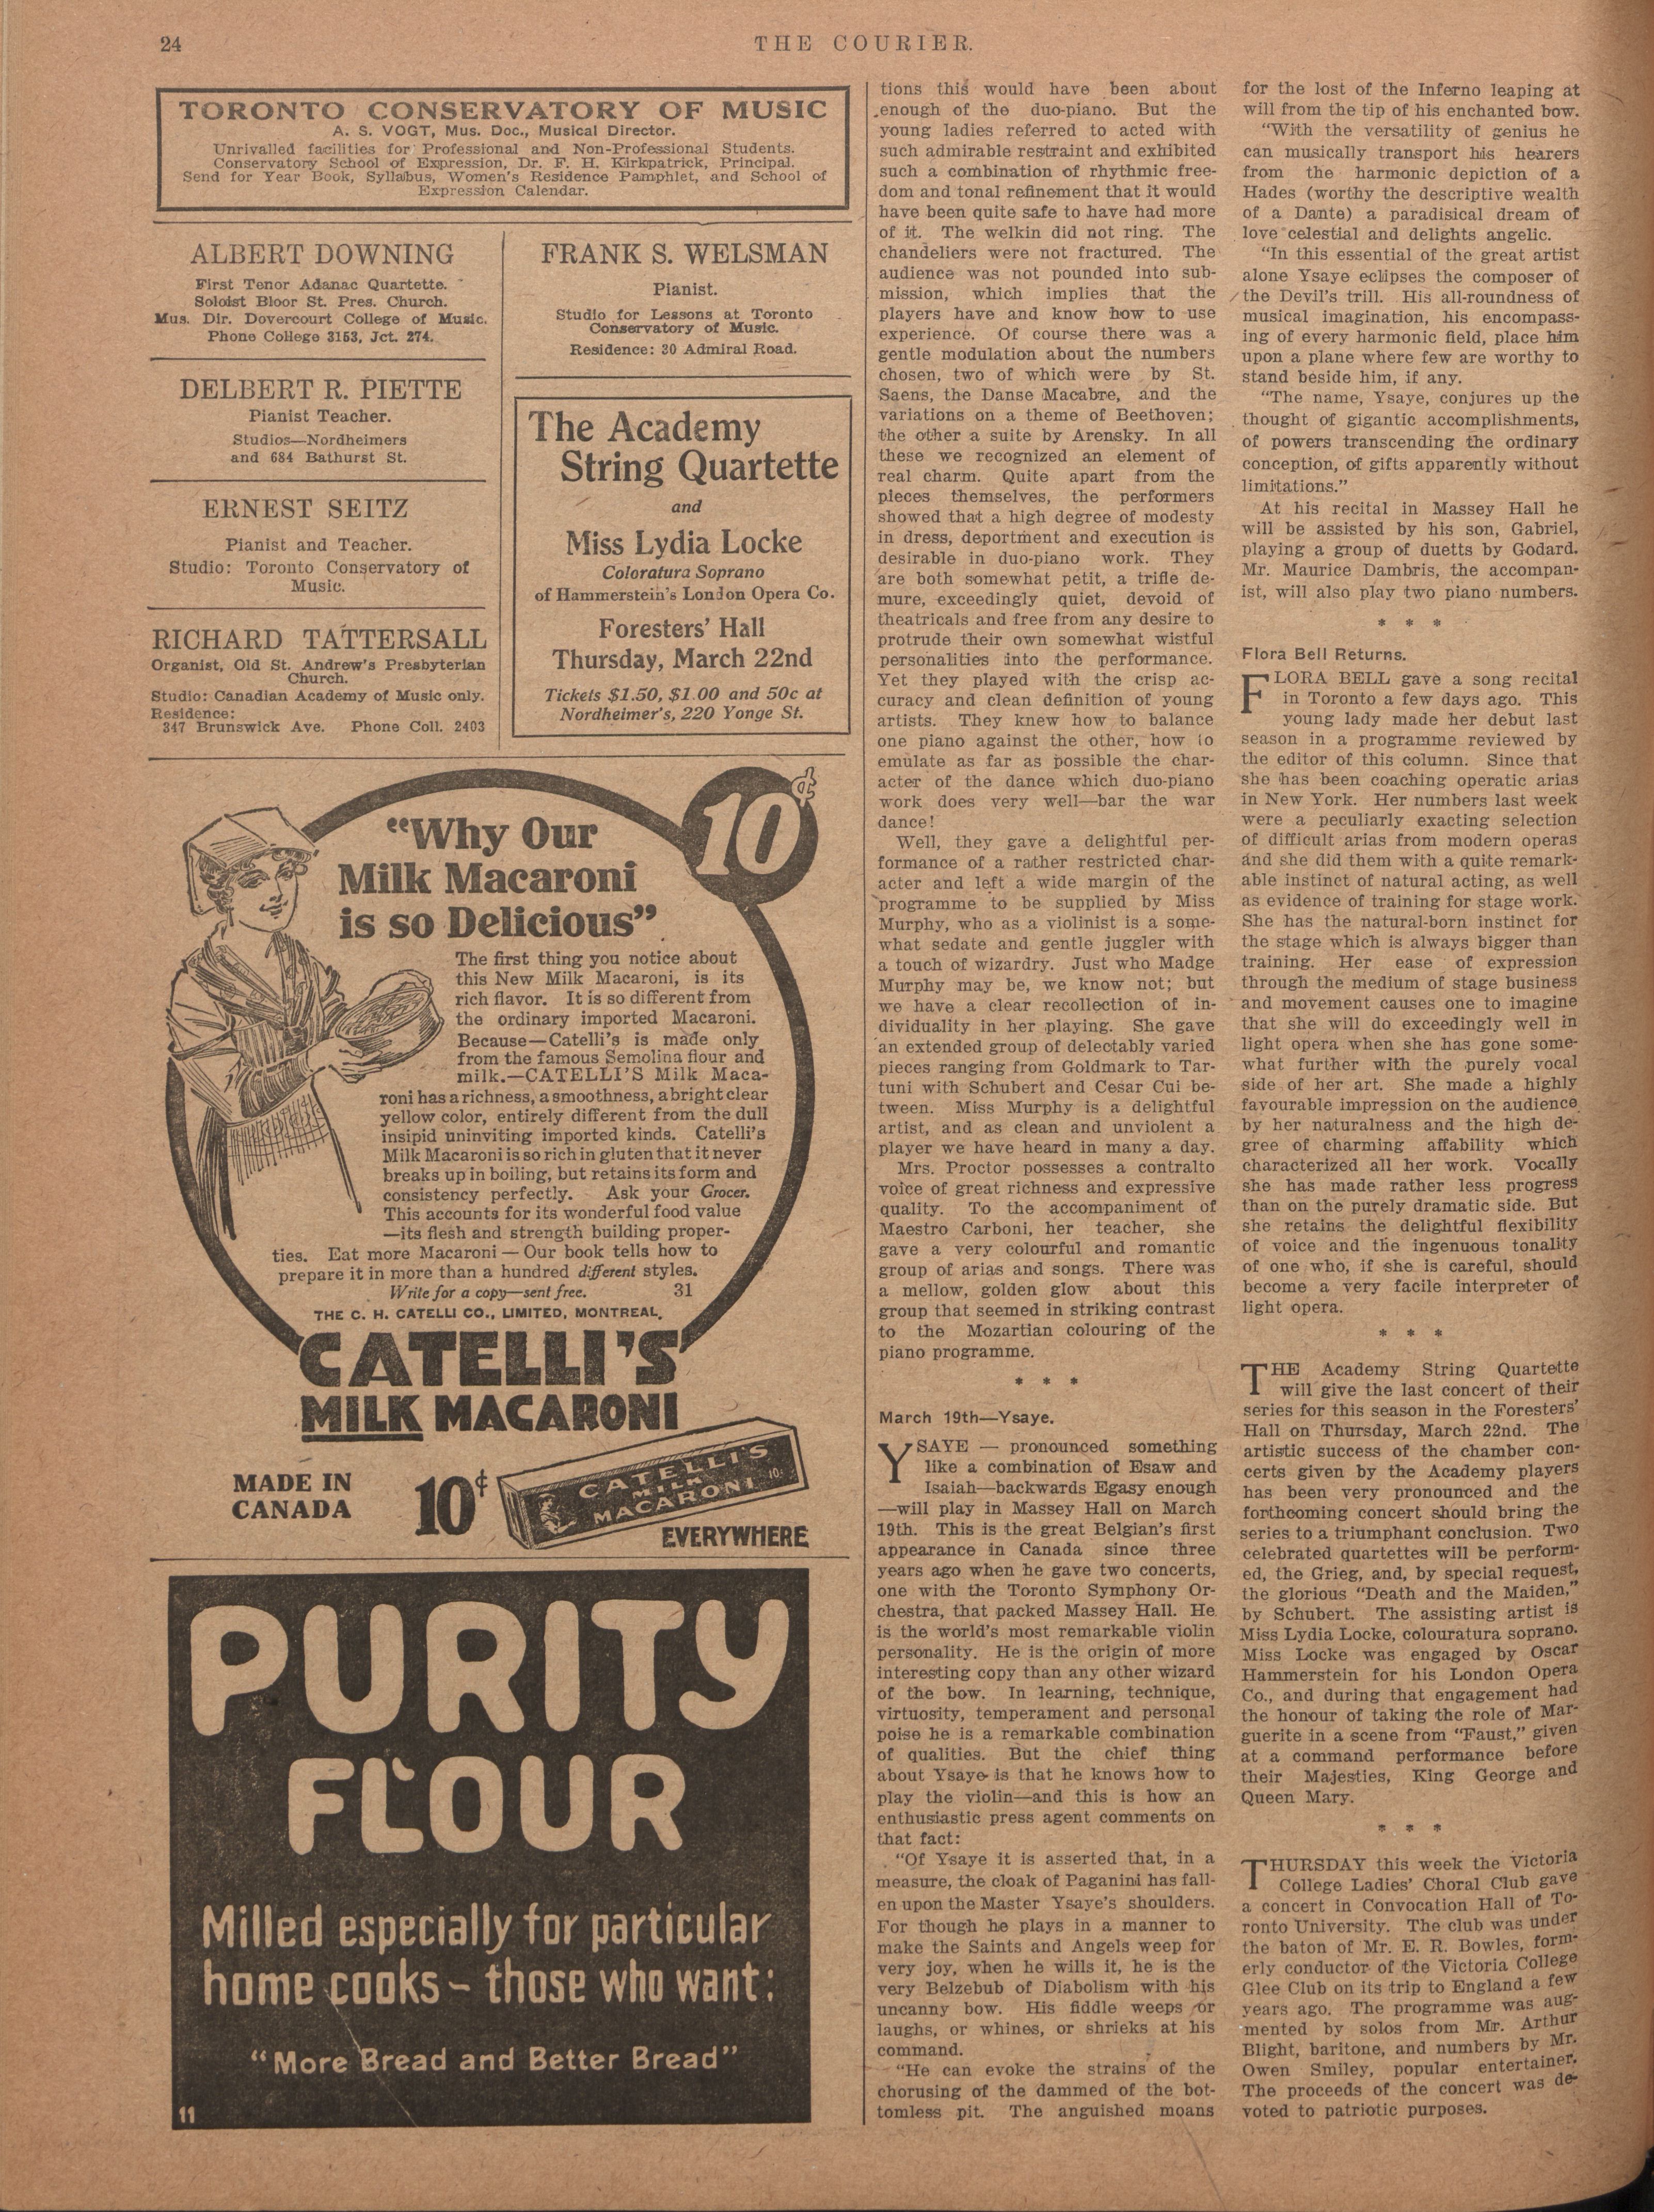 24
THE COURIER.
TORONTO CONSERVATORY OF MUSIC
A. S. VOGT, Mus. Doc., Musical Director.
Unrivalled facilities for Professional and Non-Professional Students.
Conservatory School of Expression, Dr. F. H. Kirkpatrick, Principal.
Send for Year Book, Syllabus, Women's Residence Pamphlet, and School of
Expression Calendar.
ALBERT DOWNING
First Tenor Adanac Quartette.
Soloist Bloor St. Pres. Church.
Mus. Dir. Dovercourt College of Music.
Phone College 3153, Jct. 274.
DELBERT R. PIETTE
Pianist Teacher.
Studios—Nordheimers
and 684 Bathurst St.
ERNEST SEITZ
Pianist and Teacher.
Studio: Toronto Conservatory of
Music.
RICHARD TATTERSALL
Organist, Old St. Andrew's Presbyterian
Church.
Studio: Canadian Academy of Music only.
Residence:
347 Brunswick Ave. Phone Coll. 2403
FRANK S. WELSMAN
Pianist.
Studio for Lessons at Toronto
Conservatory of Music.
Residence: 30 Admiral Road.
The Academy
String Quartette
and
Miss Lydia Locke
Coloratura Soprano
of Hammerstein's London Opera Co.
Foresters' Hall
Thursday, March 22nd
Tickets $1.50, $1.00 and 50c at
Nordheimer's, 220 Yonge St.
10¢
"Why Our
Milk Macaroni
is so Delicious"
The first thing you notice about
this New Milk Macaroni, is its
rich flavor. It is so different from
the ordinary imported Macaroni.
Because—Catelli's is made only
from the famous Semolina flour and
milk.—CATELLI'S Milk Maca-
roni has a richness, a smoothness, a bright clear
yellow color, entirely different from the dull
insipid uninviting imported kinds. Catelli's
Milk Macaroni is so rich in gluten that it never
breaks up in boiling, but retains its form and
consistency perfectly. Ask your Grocer.
This accounts for its wonderful food value
—its flesh and strength building proper-
ties. Eat more Macaroni — Our book tells how to
prepare it in more than a hundred different styles.
Write for a copy—sent free. 31
THE C. H. CATELLI CO., LIMITED, MONTREAL.
CATELLI'S
MILK MACARONI
MADE IN
CANADA
10¢
CATELLI'S
MILK
MACARONI 10¢
EVERYWHERE
PURITY
FLOUR
Milled especially for particular
home cooks – those who want:
"More Bread and Better Bread"
11
tions this would have been about
enough of the duo-piano. But the
young ladies referred to acted with
such admirable restraint and exhibited
such a combination of rhythmic free-
dom and tonal refinement that it would
have been quite safe to have had more
of it. The welkin did not ring. The
chandeliers were not fractured. The
audience was not pounded into sub-
mission, which implies that the
players have and know how to use
experience. Of course there was a
gentle modulation about the numbers
chosen, two of which were by St.
Saens, the Danse Macabre, and the
variations on a theme of Beethoven;
the other a suite by Arensky. In all
these we recognized an element of
real charm. Quite apart from the
pieces themselves, the performers
showed that a high degree of modesty
in dress, deportment and execution is
desirable in duo-piano work. They
are both somewhat petit, a trifle de-
mure, exceedingly quiet, devoid of
theatricals and free from any desire to
protrude their own somewhat wistful
personalities into the performance.
Yet they played with the crisp ac-
curacy and clean definition of young
artists. They knew how to balance
one piano against the other, how to
emulate as far as possible the char-
acter of the dance which duo-piano
work does very well—bar the war
dance!
Well, they gave a delightful per-
formance of a rather restricted char-
acter and left a wide margin of the
programme to be supplied by Miss
Murphy, who as a violinist is a some-
what sedate and gentle juggler with
a touch of wizardry. Just who Madge
Murphy may be, we know not; but
we have a clear recollection of in-
dividuality in her playing. She gave
an extended group of delectably varied
pieces ranging from Goldmark to Tar-
tuni with Schubert and Cesar Cui be-
tween. Miss Murphy is a delightful
artist, and as clean and unviolent a
player we have heard in many a day.
Mrs. Proctor possesses a contralto
voice of great richness and expressive
quality. To the accompaniment of
Maestro Carboni, her teacher, she
gave a very colourful and romantic
group of arias and songs. There was
a mellow, golden glow about this
group that seemed in striking contrast
to the Mozartian colouring of the
piano programme.
* * *
March 19th—Ysaye.
YSAYE — pronounced something
like a combination of Esaw and
Isaiah—backwards Egasy enough
—will play in Massey Hall on March
19th. This is the great Belgian's first
appearance in Canada since three
years ago when he gave two concerts,
one with the Toronto Symphony Or-
chestra, that packed Massey Hall. He
is the world's most remarkable violin
personality. He is the origin of more
interesting copy than any other wizard
of the bow. In learning, technique,
virtuosity, temperament and personal
poise he is a remarkable combination
of qualities. But the chief thing
about Ysaye is that he knows how to
play the violin—and this is how an
enthusiastic press agent comments on
that fact:
"Of Ysaye it is asserted that, in a
measure, the cloak of Paganini has fall-
en upon the Master Ysaye's shoulders.
For though he plays in a manner to
make the Saints and Angels weep for
very joy, when he wills it, he is the
very Belzebub of Diabolism with his
uncanny bow. His fiddle weeps or
laughs, or whines, or shrieks at his
command.
"He can evoke the strains of the
chorusing of the dammed of the bot-
tomless pit. The anguished moans
for the lost of the Inferno leaping at
will from the tip of his enchanted bow.
"With the versatility of genius he
can musically transport his hearers
from the harmonic depiction of a
Hades (worthy the descriptive wealth
of a Dante) a paradisical dream of
love celestial and delights angelic.
"In this essential of the great artist
alone Ysaye eclipses the composer of
the Devil's trill. His all-roundness of
musical imagination, his encompass-
ing of every harmonic field, place him
upon a plane where few are worthy to
stand beside him, if any.
"The name, Ysaye, conjures up the
thought of gigantic accomplishments,
of powers transcending the ordinary
conception, of gifts apparently without
limitations."
At his recital in Massey Hall he
will be assisted by his son, Gabriel,
playing a group of duetts by Godard.
Mr. Maurice Dambris, the accompan-
ist, will also play two piano numbers.
* * *
Flora Bell Returns.
FLORA BELL gave a song recital
in Toronto a few days ago. This
young lady made her debut last
season in a programme reviewed by
the editor of this column. Since that
she has been coaching operatic arias
in New York. Her numbers last week
were a peculiarly exacting selection
of difficult arias from modern operas
and she did them with a quite remark-
able instinct of natural acting, as well
as evidence of training for stage work.
She has the natural-born instinct for
the stage which is always bigger than
training. Her ease of expression
through the medium of stage business
and movement causes one to imagine
that she will do exceedingly well in
light opera when she has gone some-
what further with the purely vocal
side of her art. She made a highly
favourable impression on the audience
by her naturalness and the high de-
gree of charming affability which
characterized all her work. Vocally
she has made rather less progress
than on the purely dramatic side. But
she retains the delightful flexibility
of voice and the ingenuous tonality
of one who, if she is careful, should
become a very facile interpreter of
light opera.
* * *
THE Academy String Quartette
will give the last concert of their
series for this season in the Foresters'
Hall on Thursday, March 22nd. The
artistic success of the chamber con-
certs given by the Academy players
has been very pronounced and the
forthcoming concert should bring the
series to a triumphant conclusion. Two
celebrated quartettes will be perform-
ed, the Grieg, and, by special request,
the glorious "Death and the Maiden,"
by Schubert. The assisting artist is
Miss Lydia Locke, colouratura soprano.
Miss Locke was engaged by Oscar
Hammerstein for his London Opera
Co., and during that engagement had
the honour of taking the role of Mar-
guerite in a scene from "Faust," given
at a command performance before
their Majesties, King George and
Queen Mary.
* * *
THURSDAY this week the Victoria
College Ladies' Choral Club gave
a concert in Convocation Hall of To-
ronto University. The club was under
the baton of Mr. E. R. Bowles, form-
erly conductor of the Victoria College
Glee Club on its trip to England a few
years ago. The programme was aug-
mented by solos from Mr. Arthur
Blight, baritone, and numbers by Mr.
Owen Smiley, popular entertainer.
The proceeds of the concert was de-
voted to patriotic purposes.